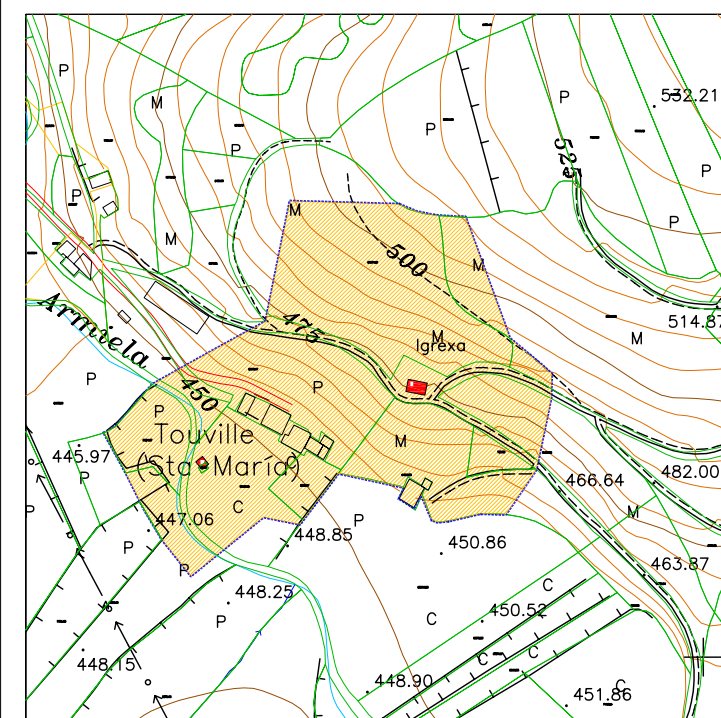 P
M
P
532.21
P
P
525
P
P
P
M
M
M
500
M
Armiela
475
M
Igrexa
514.87
M
P
P
450
P
Touville
M
445.97
(Sta María)
P
466.64
482.00
C
P
447.06
P
M
448.85
450.86
P
463.87
P
448.25
C
450.52
P
C
448.15
C
C
448.90
C
451.86